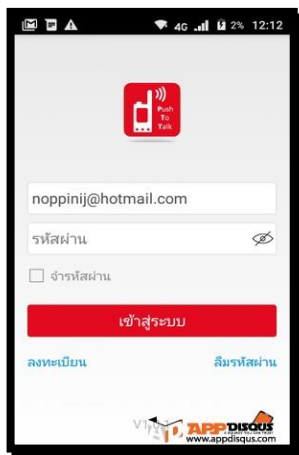 4G 2% 12:12
Push
To
Talk
noppinij@hotmail.com
รหัสผ่าน
จำรหัสผ่าน
เข้าสู่ระบบ
ลงทะเบียน ลืมรหัสผ่าน
APPDISQUS
www.appdisqus.com